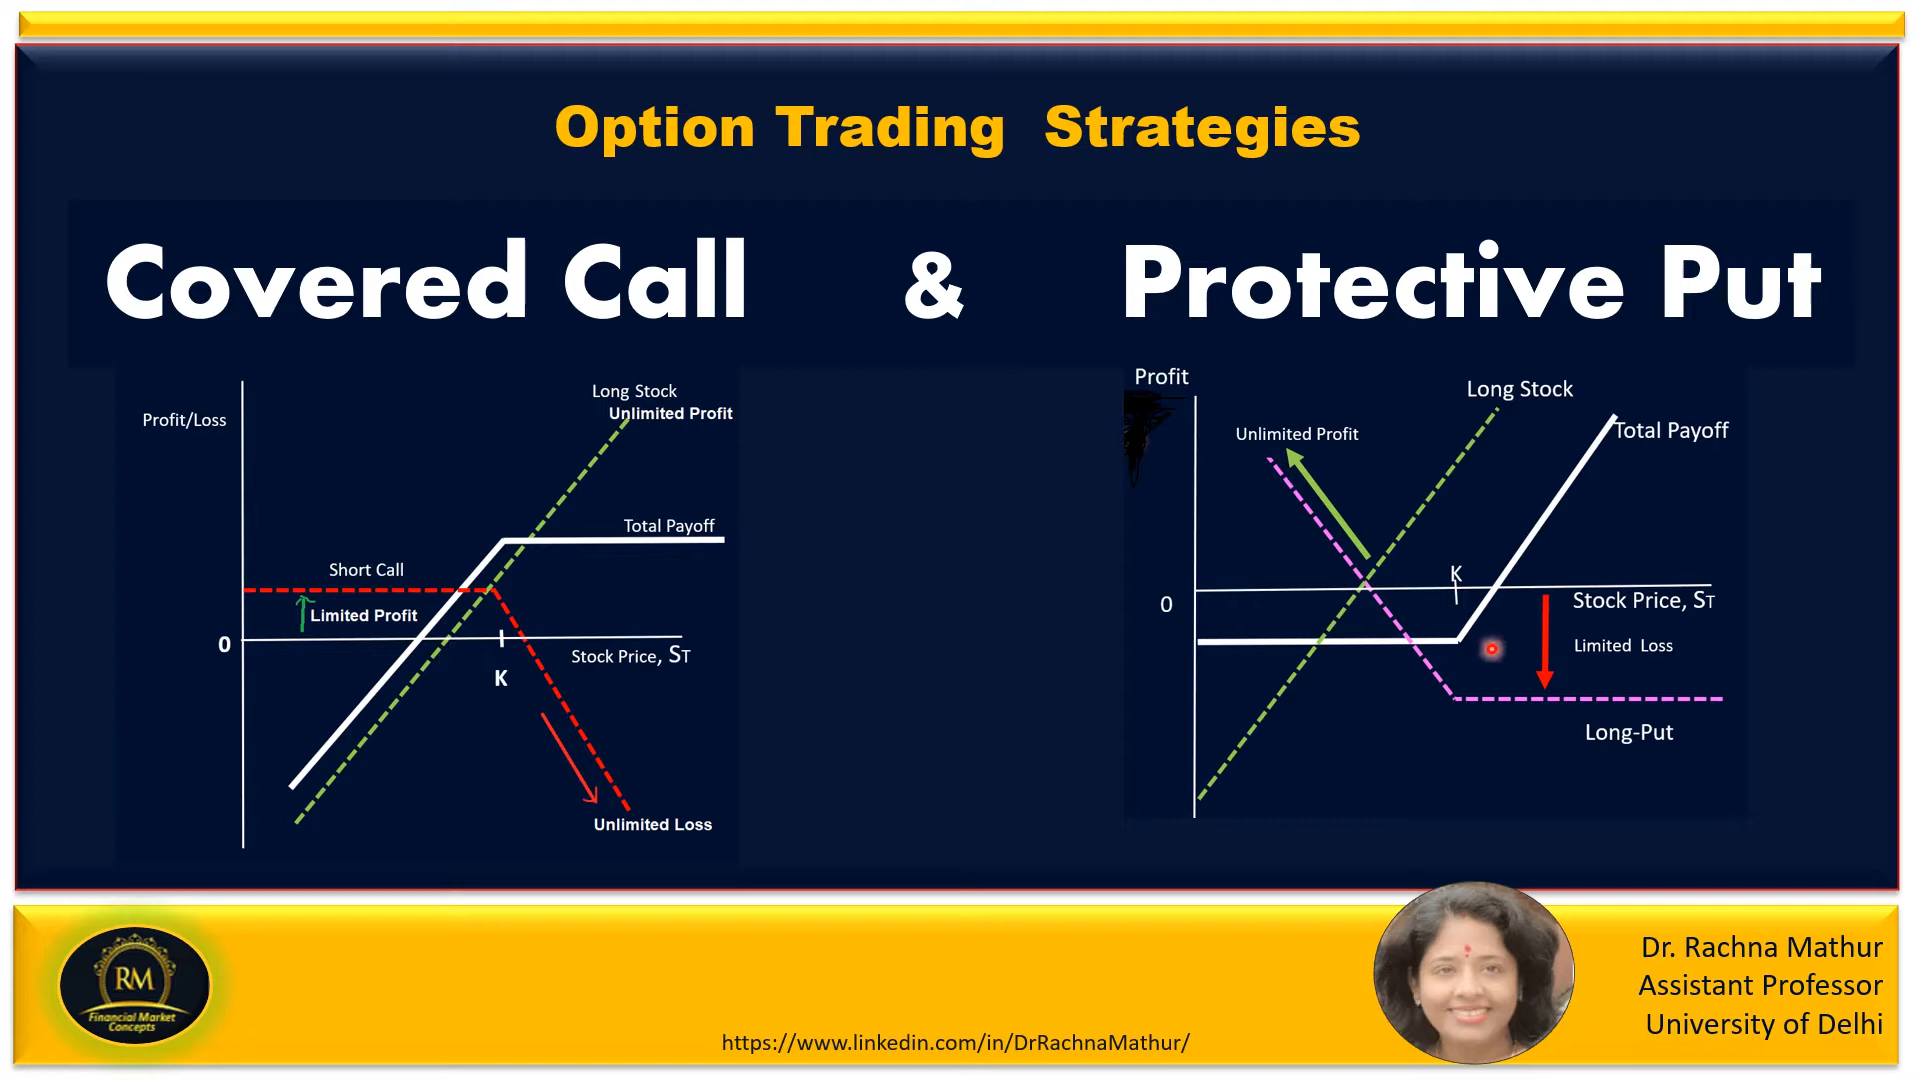 Option Trading Strategies
Covered Call & Protective Put
Profit/Loss
Long Stock
Unlimited Profit
Total Payoff
Short Call
Limited Profit
0
Stock Price, ST
K
Unlimited Loss
Profit
Long Stock
Unlimited Profit
Total Payoff
K
0
Stock Price, ST
Limited Loss
Long-Put
RM
Financial Market
Concepts
https://www.linkedin.com/in/DrRachnaMathur/
Dr. Rachna Mathur
Assistant Professor
University of Delhi